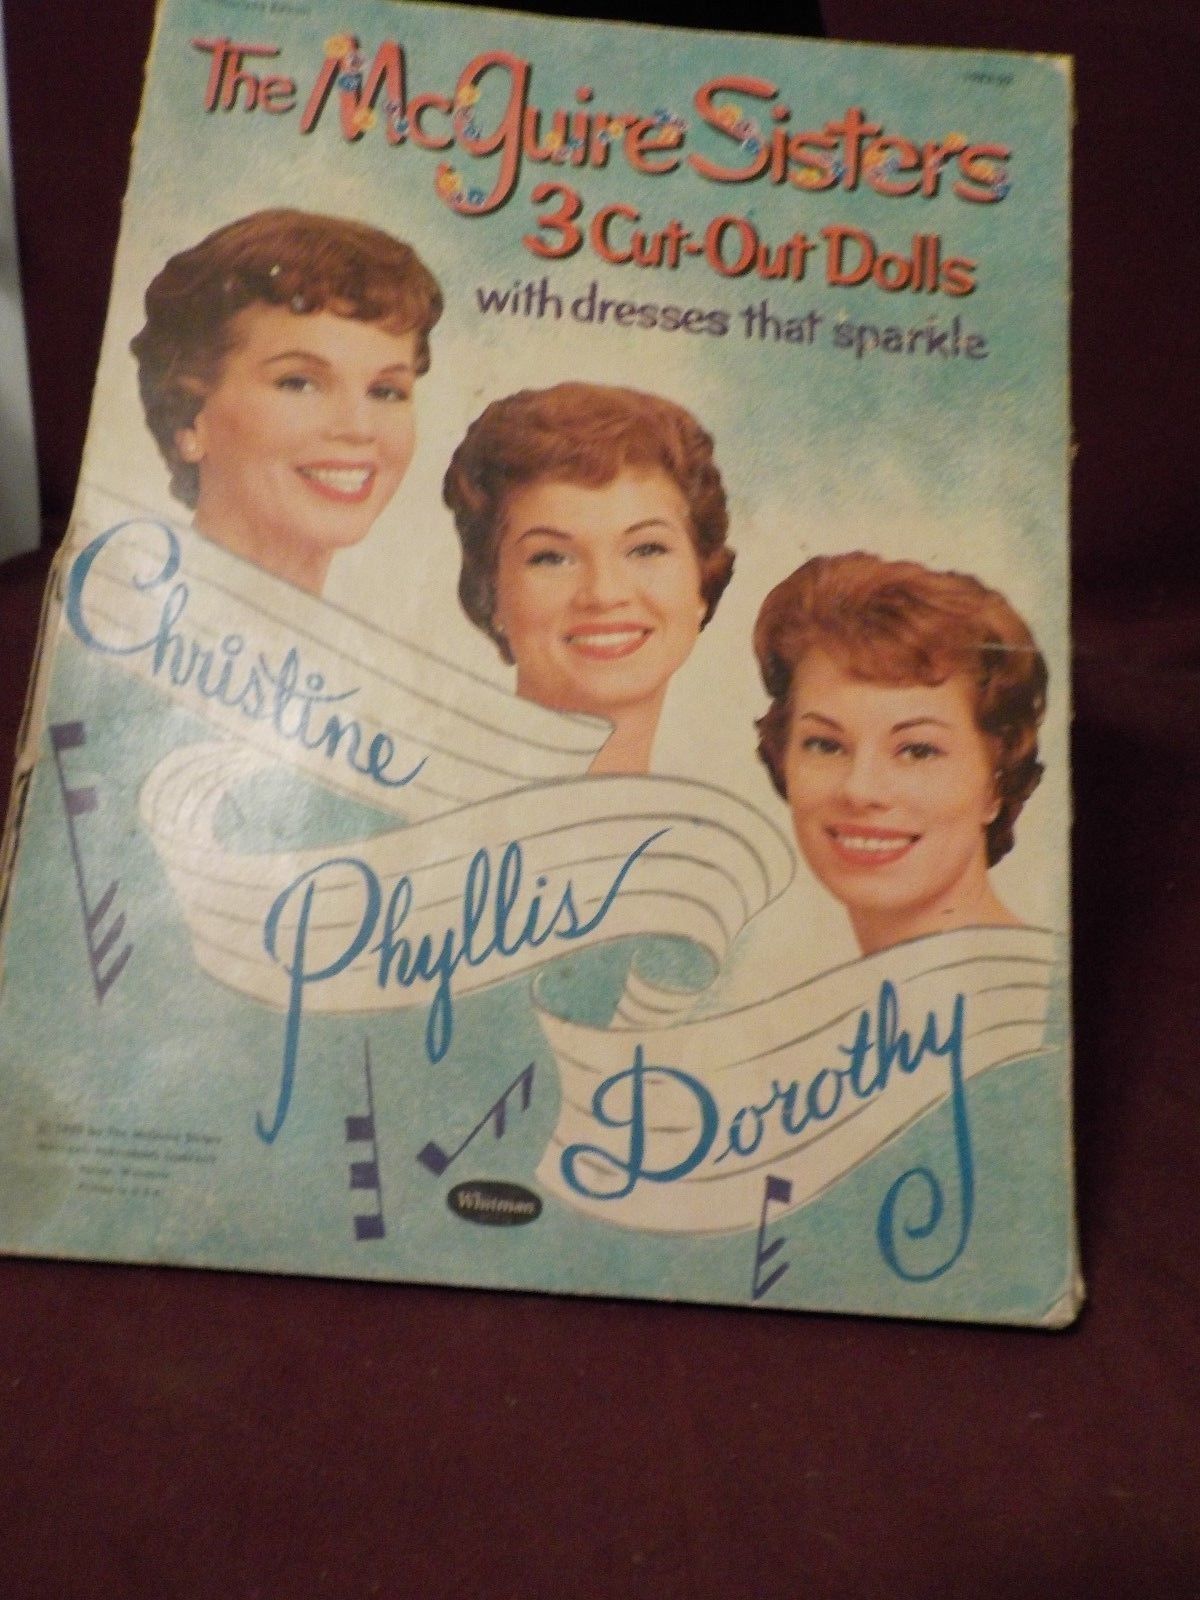 The McGuire Sisters
3 Cut-Out Dolls
with dresses that sparkle
Christine
Phyllis
Dorothy
Whitman